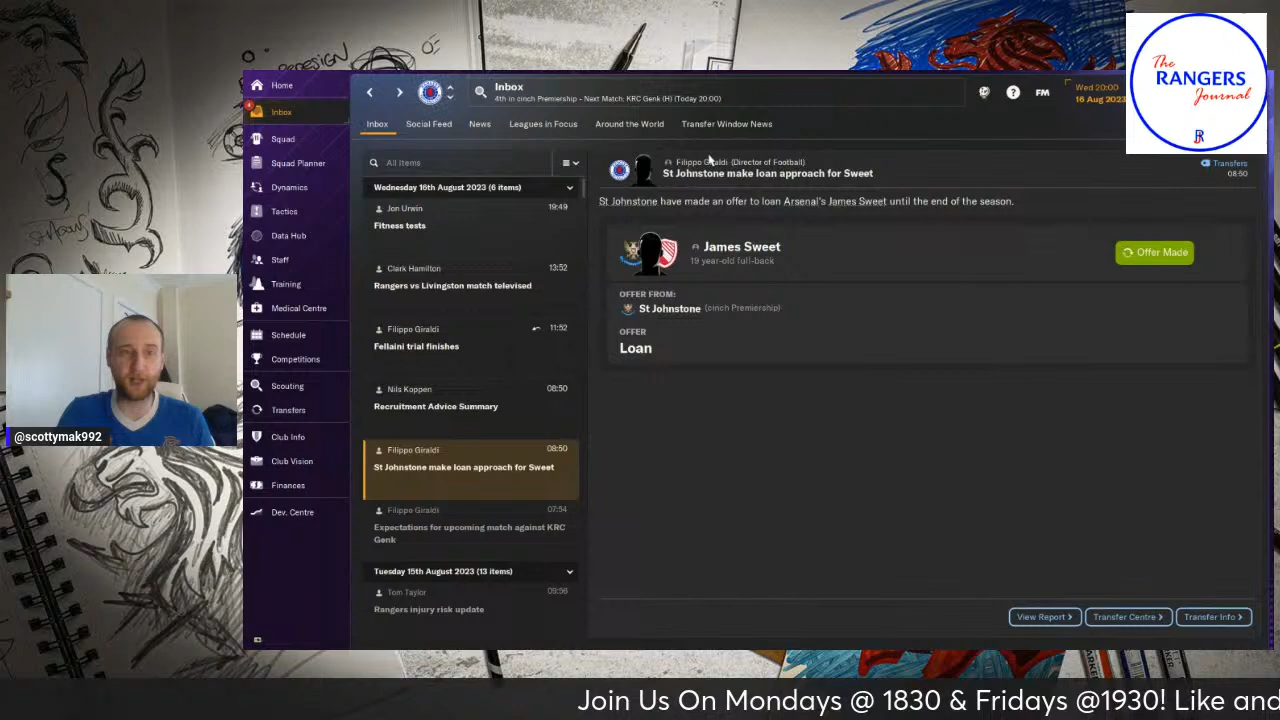 REDESIGN
The
RANGERS
Journal
Home
Inbox
Squad
Squad Planner
Dynamics
Tactics
Data Hub
Staff
Training
Medical Centre
Schedule
Competitions
Scouting
Transfers
Club Info
Club Vision
Finances
Dev. Centre
Inbox
4th in cinch Premiership - Next Match: KRC Genk (H) (Today 20:00)
FM
Wed 20:00
16 Aug 2023
Inbox
Social Feed
News
Leagues in Focus
Around the World
Transfer Window News
All Items
Wednesday 16th August 2023 (6 items)
Jon Urwin 19:49
Fitness tests
Clark Hamilton 13:52
Rangers vs Livingston match televised
Filippo Giraldi 11:52
Fellaini trial finishes
Nils Koppen 08:50
Recruitment Advice Summary
Filippo Giraldi 08:50
St Johnstone make loan approach for Sweet
Filippo Giraldi 07:54
Expectations for upcoming match against KRC
Genk
Tuesday 15th August 2023 (13 items)
Tom Taylor 09:56
Rangers injury risk update
Filippo Giraldi (Director of Football)
St Johnstone make loan approach for Sweet
Transfers
08:50
St Johnstone have made an offer to loan Arsenal's James Sweet until the end of the season.
James Sweet
19 year-old full-back
Offer Made
OFFER FROM:
St Johnstone (cinch Premiership)
OFFER
Loan
View Report
Transfer Centre
Transfer Info
@scottymak992
Join Us On Mondays @ 1830 & Fridays @1930! Like and